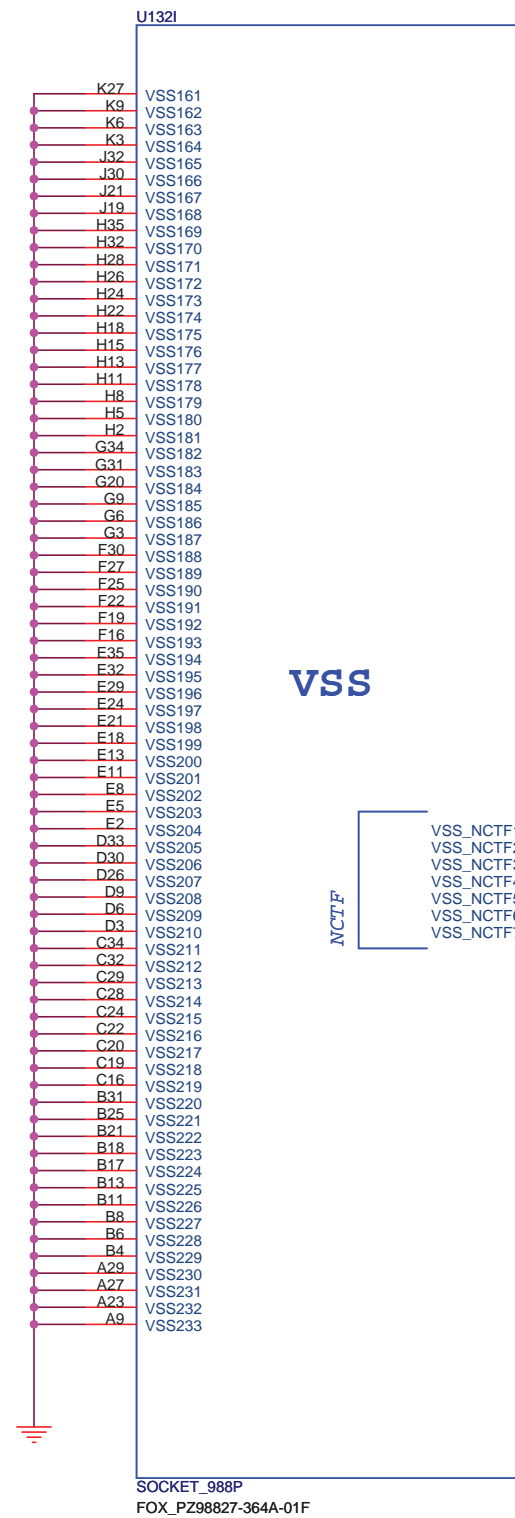 U132I
K27 VSS161
K9 VSS162
K6 VSS163
K3 VSS164
J32 VSS165
J30 VSS166
J21 VSS167
J19 VSS168
H35 VSS169
H32 VSS170
H28 VSS171
H26 VSS172
H24 VSS173
H22 VSS174
H18 VSS175
H15 VSS176
H13 VSS177
H11 VSS178
H8 VSS179
H5 VSS180
H2 VSS181
G34 VSS182
G31 VSS183
G20 VSS184
G9 VSS185
G6 VSS186
G3 VSS187
F30 VSS188
F27 VSS189
F25 VSS190
F22 VSS191
F19 VSS192
F16 VSS193
E35 VSS194
E32 VSS195
E29 VSS196
E24 VSS197
E21 VSS198
E18 VSS199
E13 VSS200
E11 VSS201
E8 VSS202
E5 VSS203
E2 VSS204
D33 VSS205
D30 VSS206
D26 VSS207
D9 VSS208
D6 VSS209
D3 VSS210
C34 VSS211
C32 VSS212
C29 VSS213
C28 VSS214
C24 VSS215
C22 VSS216
C20 VSS217
C19 VSS218
C16 VSS219
B31 VSS220
B25 VSS221
B21 VSS222
B18 VSS223
B17 VSS224
B13 VSS225
B11 VSS226
B8 VSS227
B6 VSS228
B4 VSS229
A29 VSS230
A27 VSS231
A23 VSS232
A9 VSS233
VSS
NCTF
VSS_NCTF1
VSS_NCTF2
VSS_NCTF3
VSS_NCTF4
VSS_NCTF5
VSS_NCTF6
VSS_NCTF7
SOCKET_988P
FOX_PZ98827-364A-01F